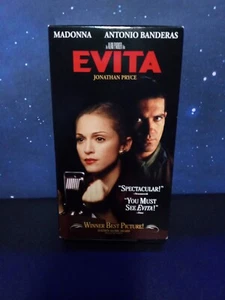 MADONNA ANTONIO BANDERAS
EVITA
JONATHAN PRYCE
"SPECTACULAR!"
"YOU MUST
SEE EVITA!"
WINNER BEST PICTURE!